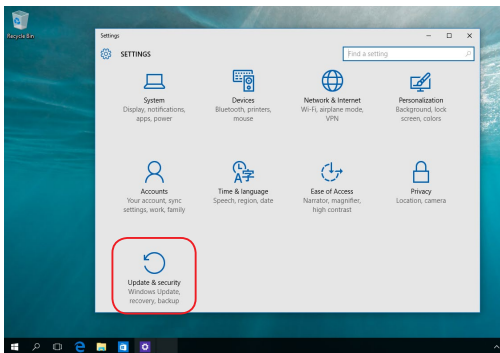 Recycle Bin
Settings
SETTINGS
Find a setting
System
Display, notifications,
apps, power
Devices
Bluetooth, printers,
mouse
Network & Internet
Wi-Fi, airplane mode,
VPN
Personalization
Background, lock
screen, colors
Accounts
Your account, sync
settings, work, family
Time & language
Speech, region, date
Ease of Access
Narrator, magnifier,
high contrast
Privacy
Location, camera
Update & security
Windows Update,
recovery, backup